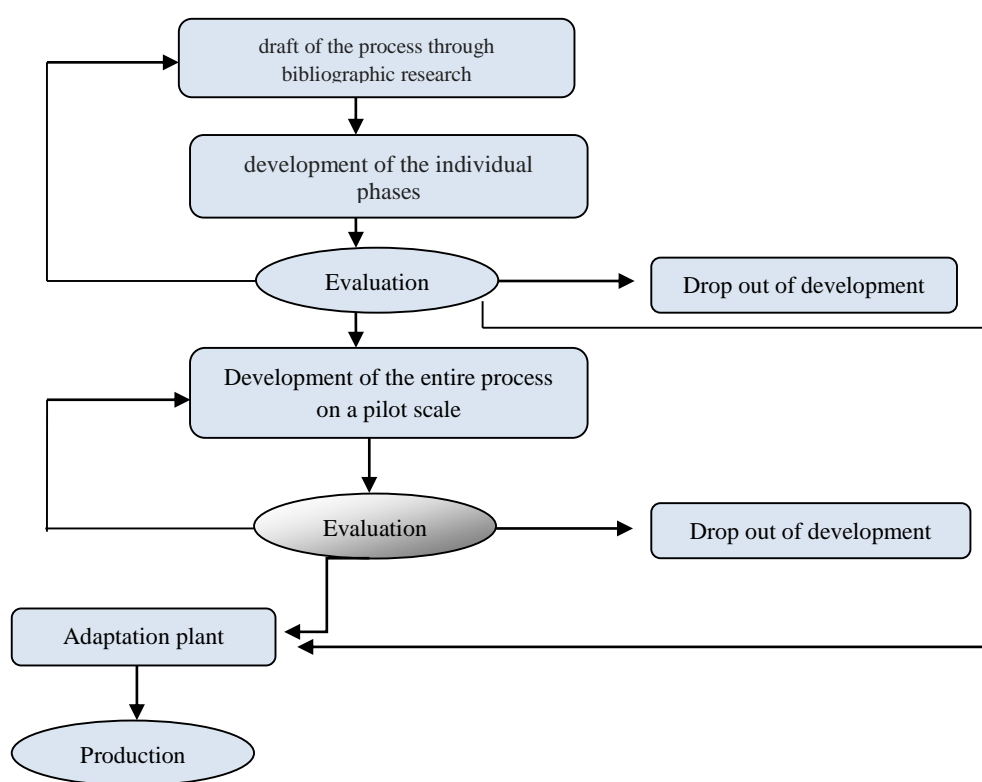 draft of the process through
bibliographic research
development of the individual
phases
Evaluation
Drop out of development
Development of the entire process
on a pilot scale
Evaluation
Drop out of development
Adaptation plant
Production